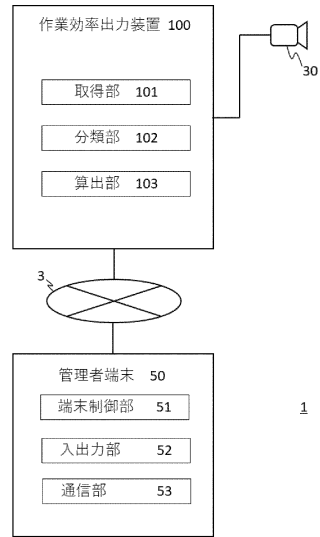 作業効率出力装置 100
取得部 101
分類部 102
算出部 103
30
3
管理者端末 50
端末制御部 51
入出力部 52
通信部 53
1